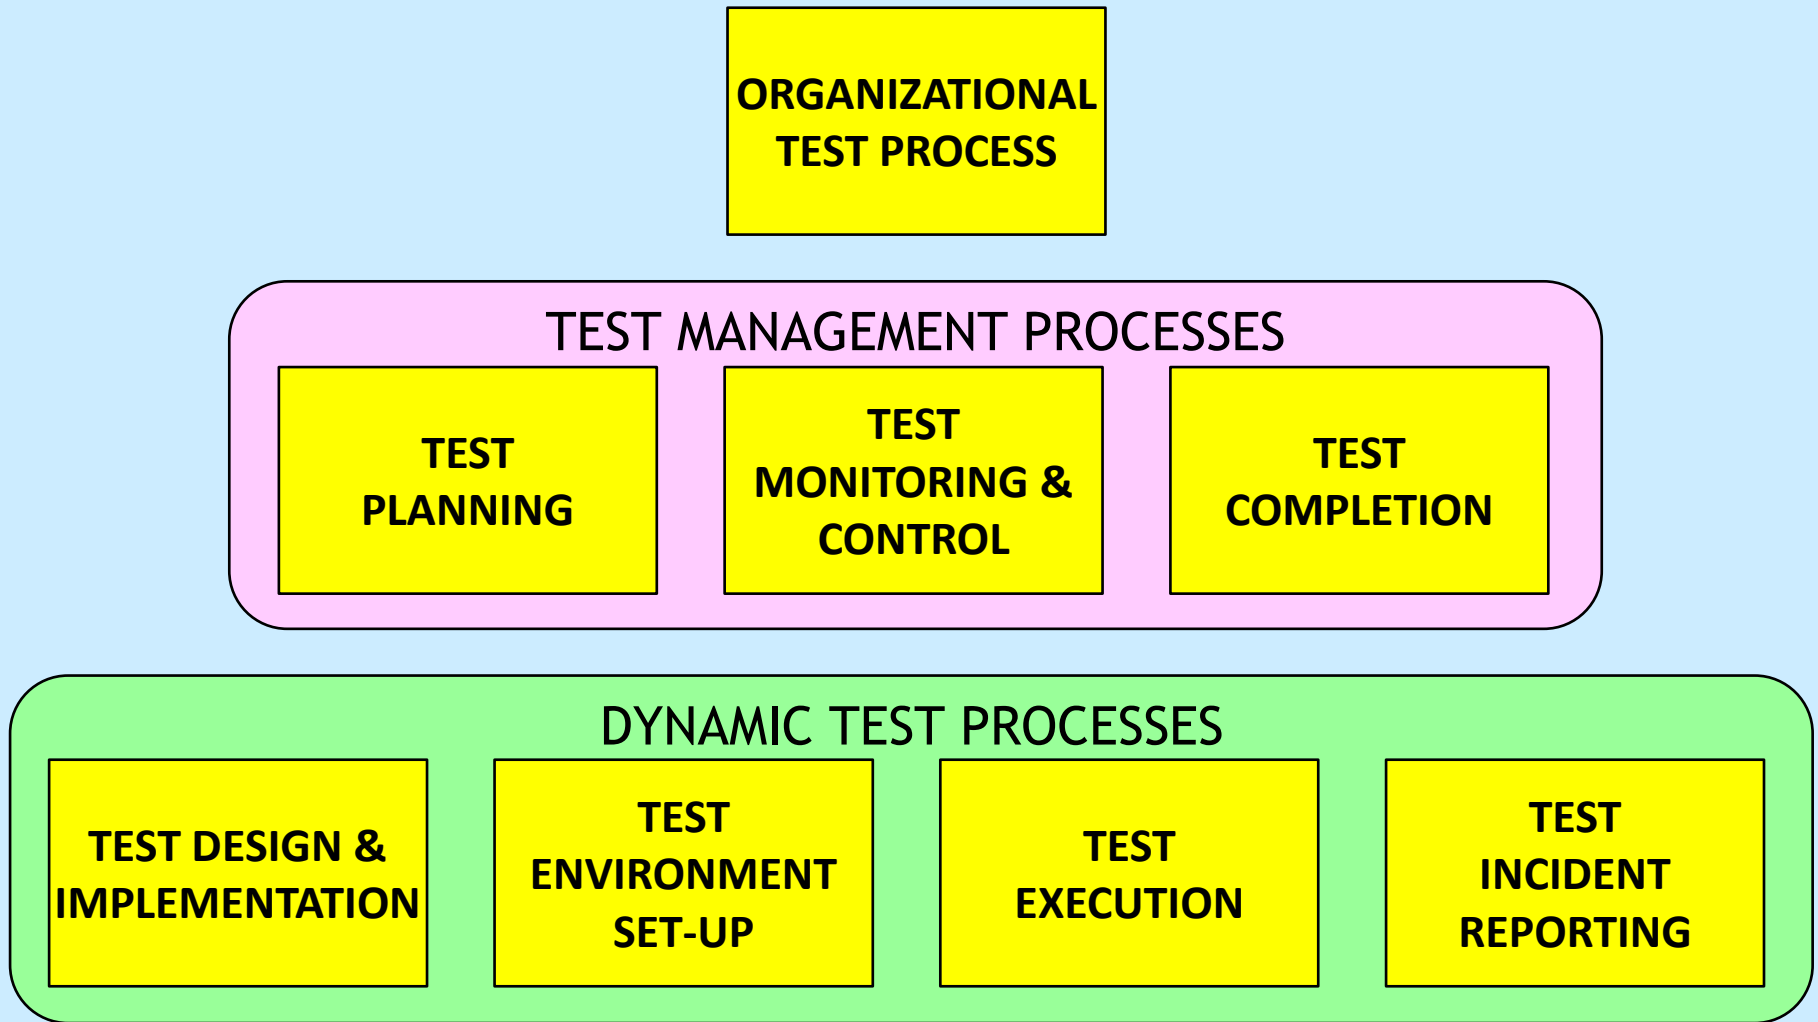 ORGANIZATIONAL
TEST PROCESS
TEST MANAGEMENT PROCESSES
TEST
PLANNING
TEST
MONITORING &
CONTROL
TEST
COMPLETION
DYNAMIC TEST PROCESSES
TEST DESIGN &
IMPLEMENTATION
TEST
ENVIRONMENT
SET-UP
TEST
EXECUTION
TEST
INCIDENT
REPORTING